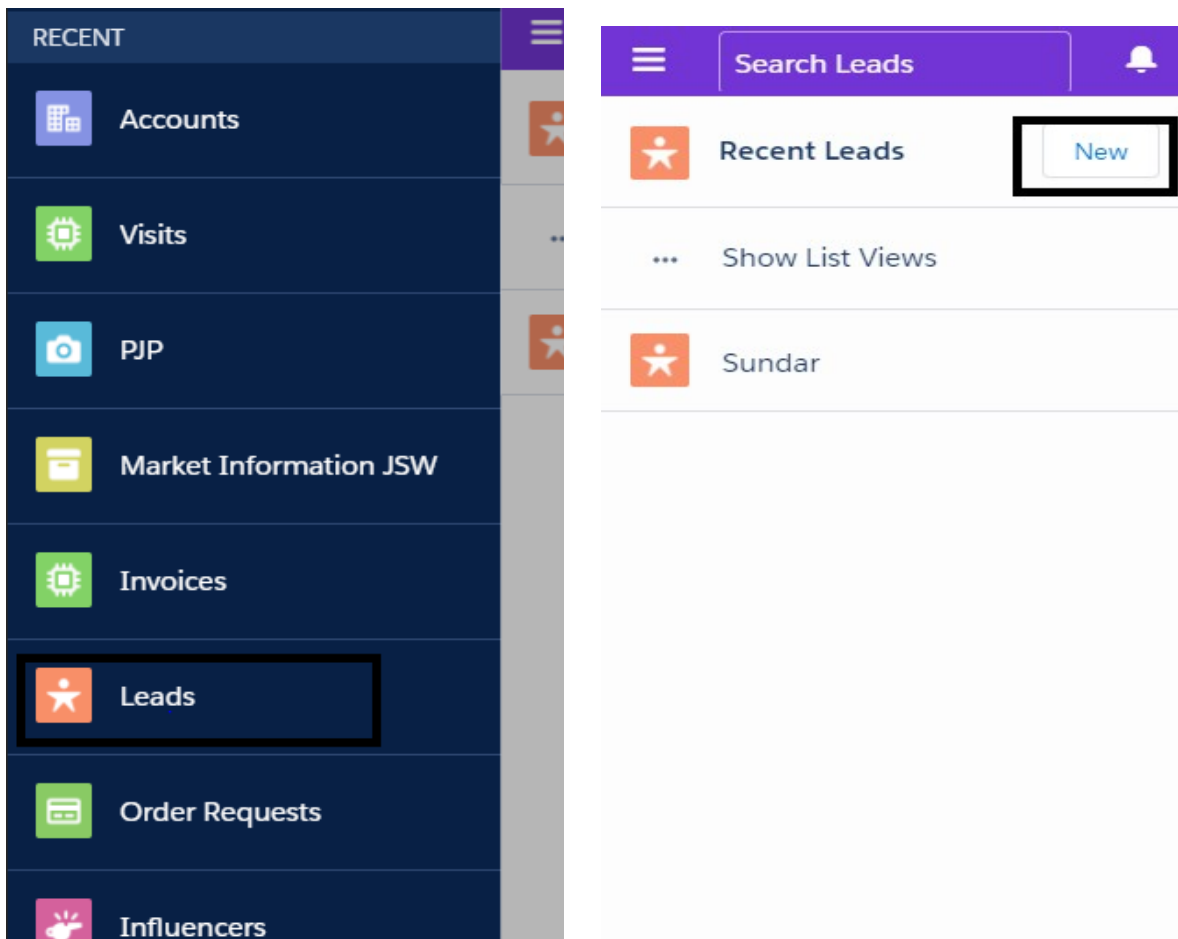 RECENT
Accounts
Visits
PJP
Market Information JSW
Invoices
Leads
Order Requests
Influencers
Search Leads
Recent Leads
New
Show List Views
Sundar